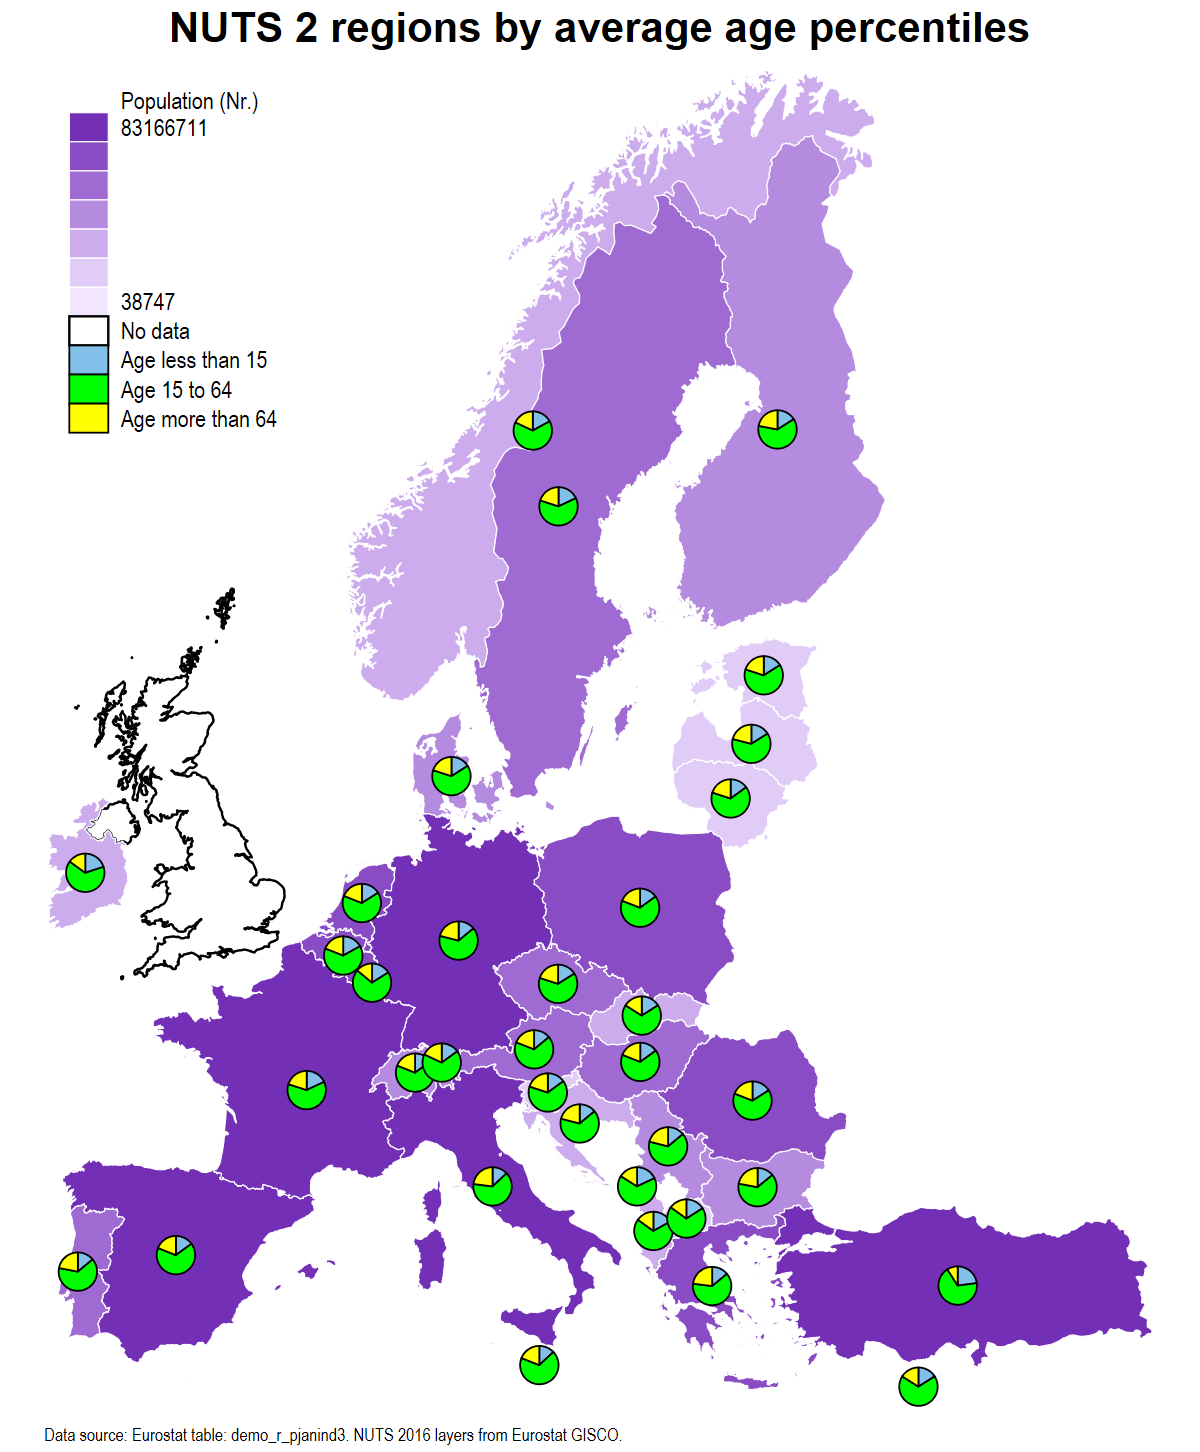 NUTS 2 regions by average age percentiles
Population (Nr.)
83166711
38747
No data
Age less than 15
Age 15 to 64
Age more than 64
Data source: Eurostat table: demo_r_pjanind3. NUTS 2016 layers from Eurostat GISCO.